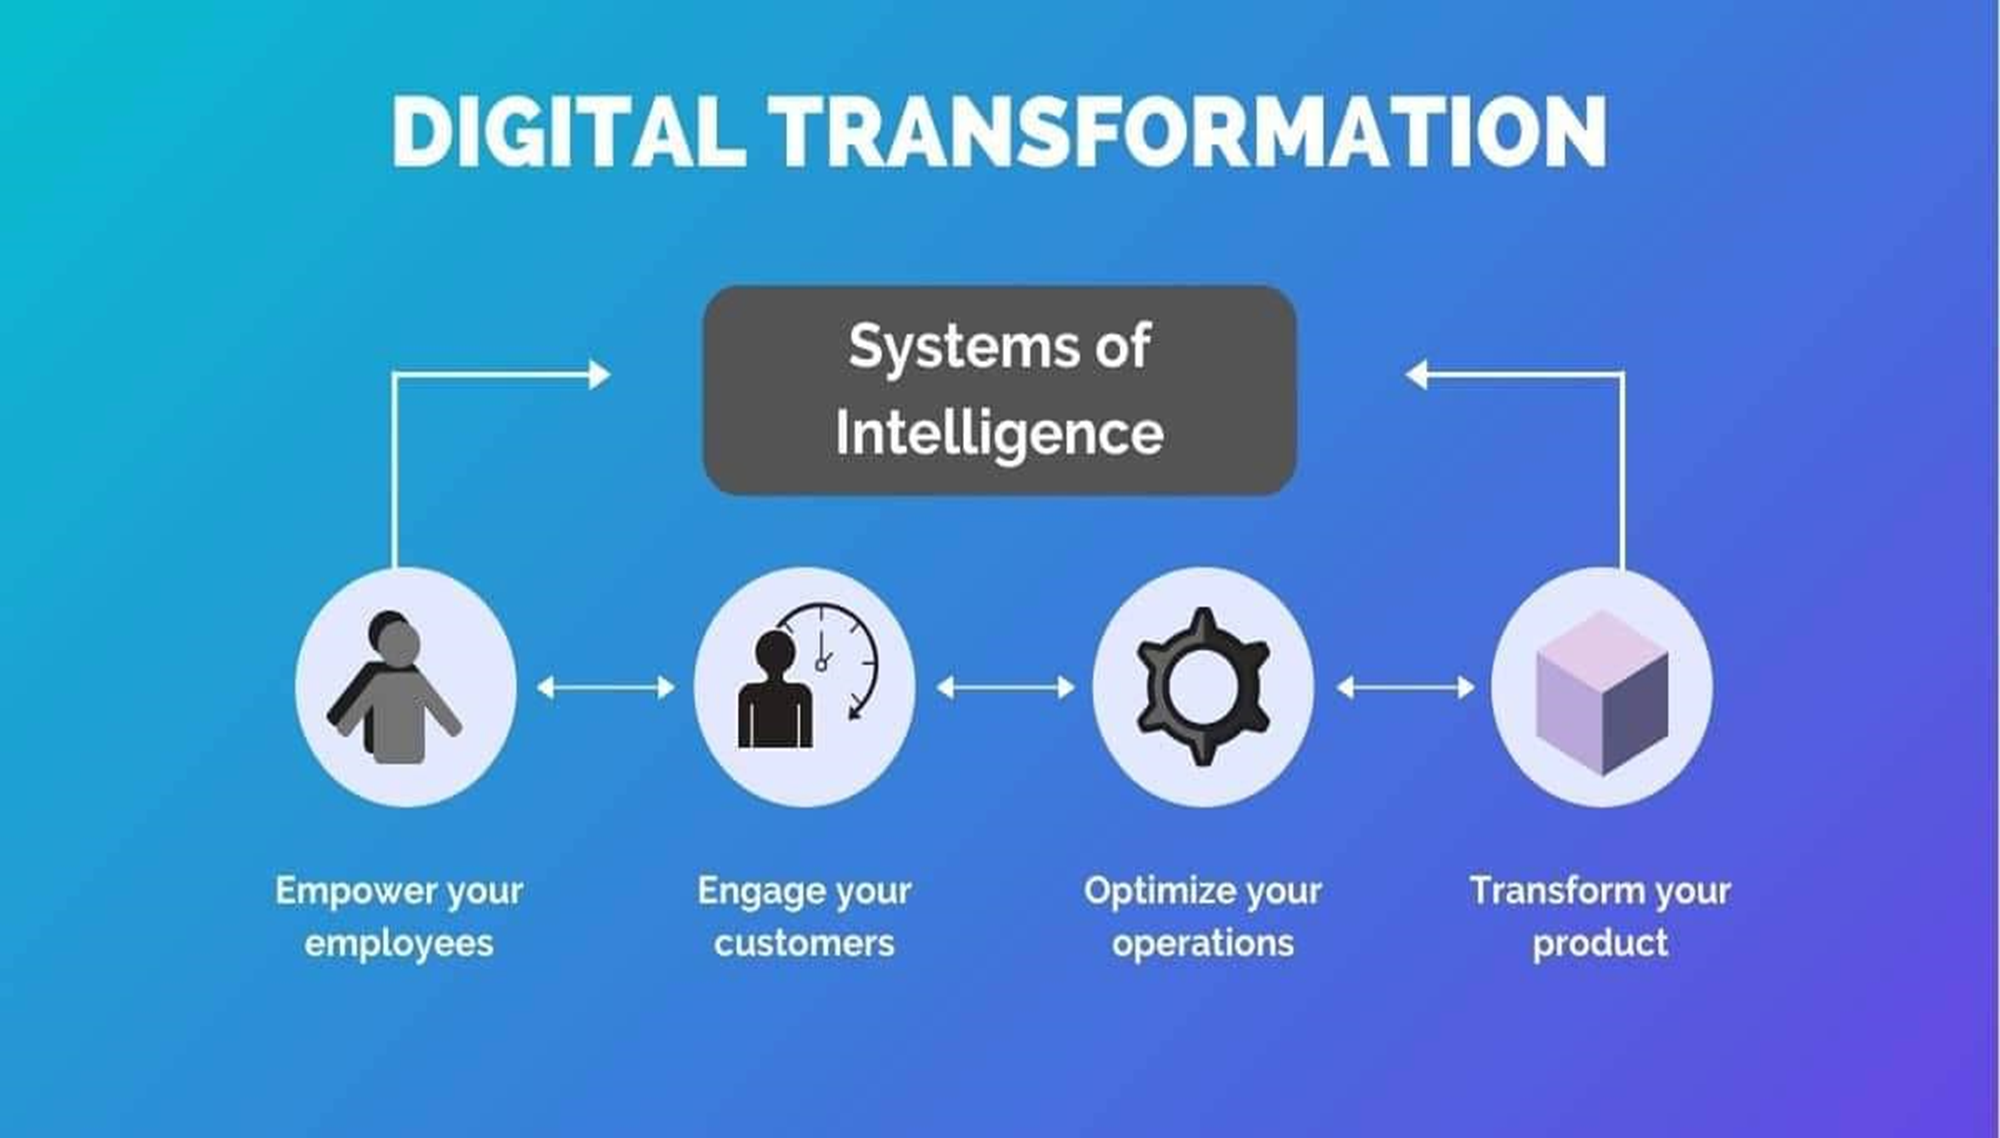 DIGITAL TRANSFORMATION
Systems of
Intelligence
Empower your
employees
Engage your
customers
Optimize your
operations
Transform your
product